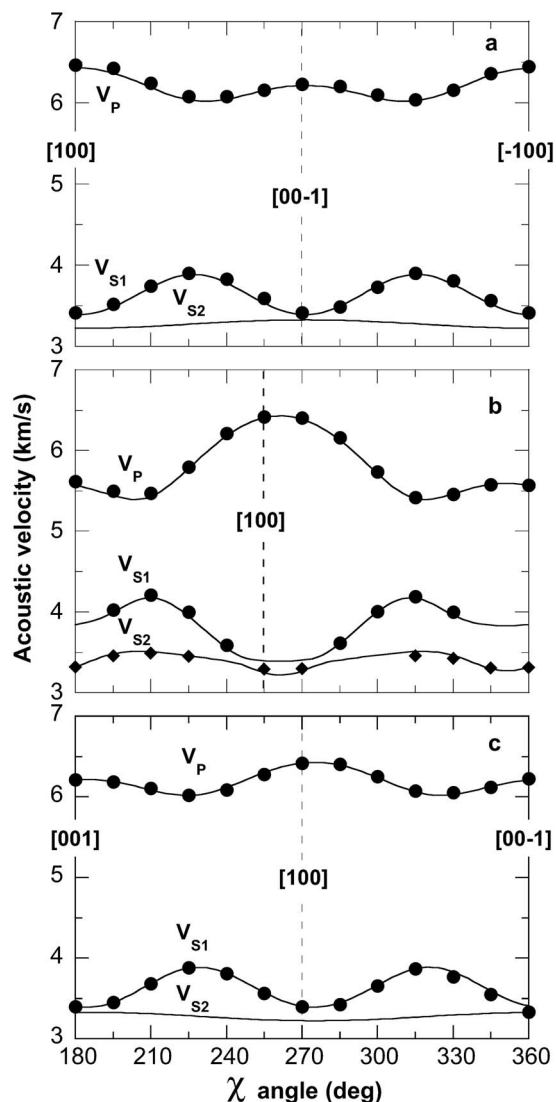 7
a
6
V_P
[100]
[-100]
5
[00-1]
V_S1
4
V_S2
3
7
b
6
V_P
[100]
5
V_S1
4
V_S2
3
7
V_P
c
6
[001]
[00-1]
5
[100]
V_S1
4
V_S2
3
180 210 240 270 300 330 360
χ angle (deg)
Acoustic velocity (km/s)